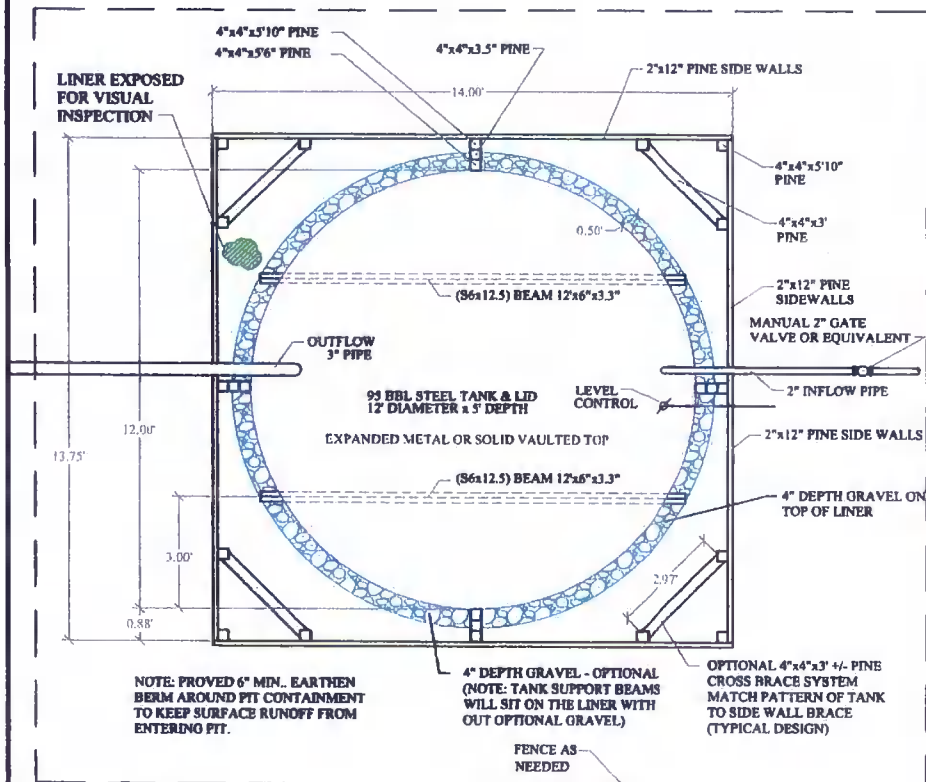 4"x4"x5'10" PINE
4"x4"x5'6" PINE
4"x4"x3.5" PINE
2"x12" PINE SIDE WALLS
LINER EXPOSED
FOR VISUAL
INSPECTION
14.00'
4"x4"x5'10"
PINE
4"x4"x3'
PINE
0.50'
(S6x12.5) BEAM 12'x6"x3.3"
2"x12" PINE
SIDEWALLS
MANUAL 2" GATE
VALVE OR EQUIVALENT
OUTFLOW
3" PIPE
95 BBL STEEL TANK & LID
12' DIAMETER x 5' DEPTH
LEVEL
CONTROL
2" INFLOW PIPE
EXPANDED METAL OR SOLID VAULTED TOP
2"x12" PINE SIDE WALLS
12.00'
13.75'
(S6x12.5) BEAM 12'x6"x3.3"
4" DEPTH GRAVEL ON
TOP OF LINER
3.00'
2.97'
0.88'
NOTE: PROVED 6" MIN.. EARTHEN
BERM AROUND PIT CONTAINMENT
TO KEEP SURFACE RUNOFF FROM
ENTERING PIT.
4" DEPTH GRAVEL - OPTIONAL
(NOTE: TANK SUPPORT BEAMS
WILL SIT ON THE LINER WITH
OUT OPTIONAL GRAVEL)
OPTIONAL 4"x4"x3' +/- PINE
CROSS BRACE SYSTEM
MATCH PATTERN OF TANK
TO SIDE WALL BRACE
(TYPICAL DESIGN)
FENCE AS
NEEDED